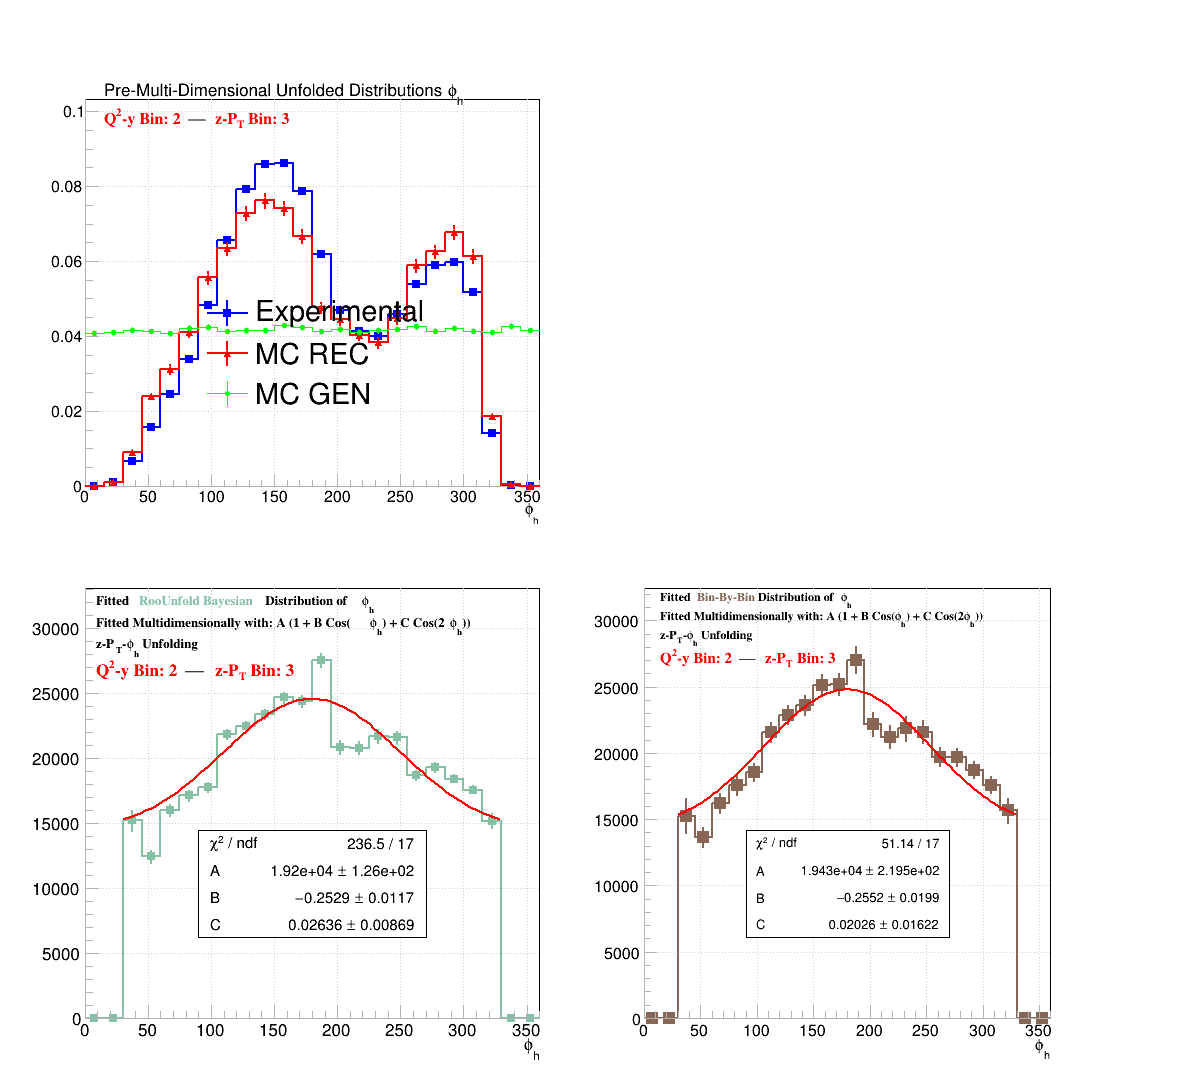 Pre-Multi-Dimensional Unfolded Distributions ϕh
Q²-y Bin: 2 — z-PT Bin: 3
0.1
0.08
0.06
0.04
0.02
0
Experimental
MC REC
MC GEN
0 50 100 150 200 250 300 350
ϕh
Fitted RooUnfold Bayesian Distribution of ϕh
Fitted Multidimensionally with: A (1 + B Cos( ϕh) + C Cos(2 ϕh))
z-PT-ϕh Unfolding
Q²-y Bin: 2 — z-PT Bin: 3
30000
25000
20000
15000
10000
5000
0
χ² / ndf 236.5 / 17
A 1.92e+04 ± 1.26e+02
B −0.2529 ± 0.0117
C 0.02636 ± 0.00869
0 50 100 150 200 250 300 350
ϕh
Fitted Bin-By-Bin Distribution of ϕh
Fitted Multidimensionally with: A (1 + B Cos(ϕh) + C Cos(2ϕh))
z-PT-ϕh Unfolding
Q²-y Bin: 2 — z-PT Bin: 3
30000
25000
20000
15000
10000
5000
0
χ² / ndf 51.14 / 17
A 1.943e+04 ± 2.195e+02
B −0.2552 ± 0.0199
C 0.02026 ± 0.01622
0 50 100 150 200 250 300 350
ϕh